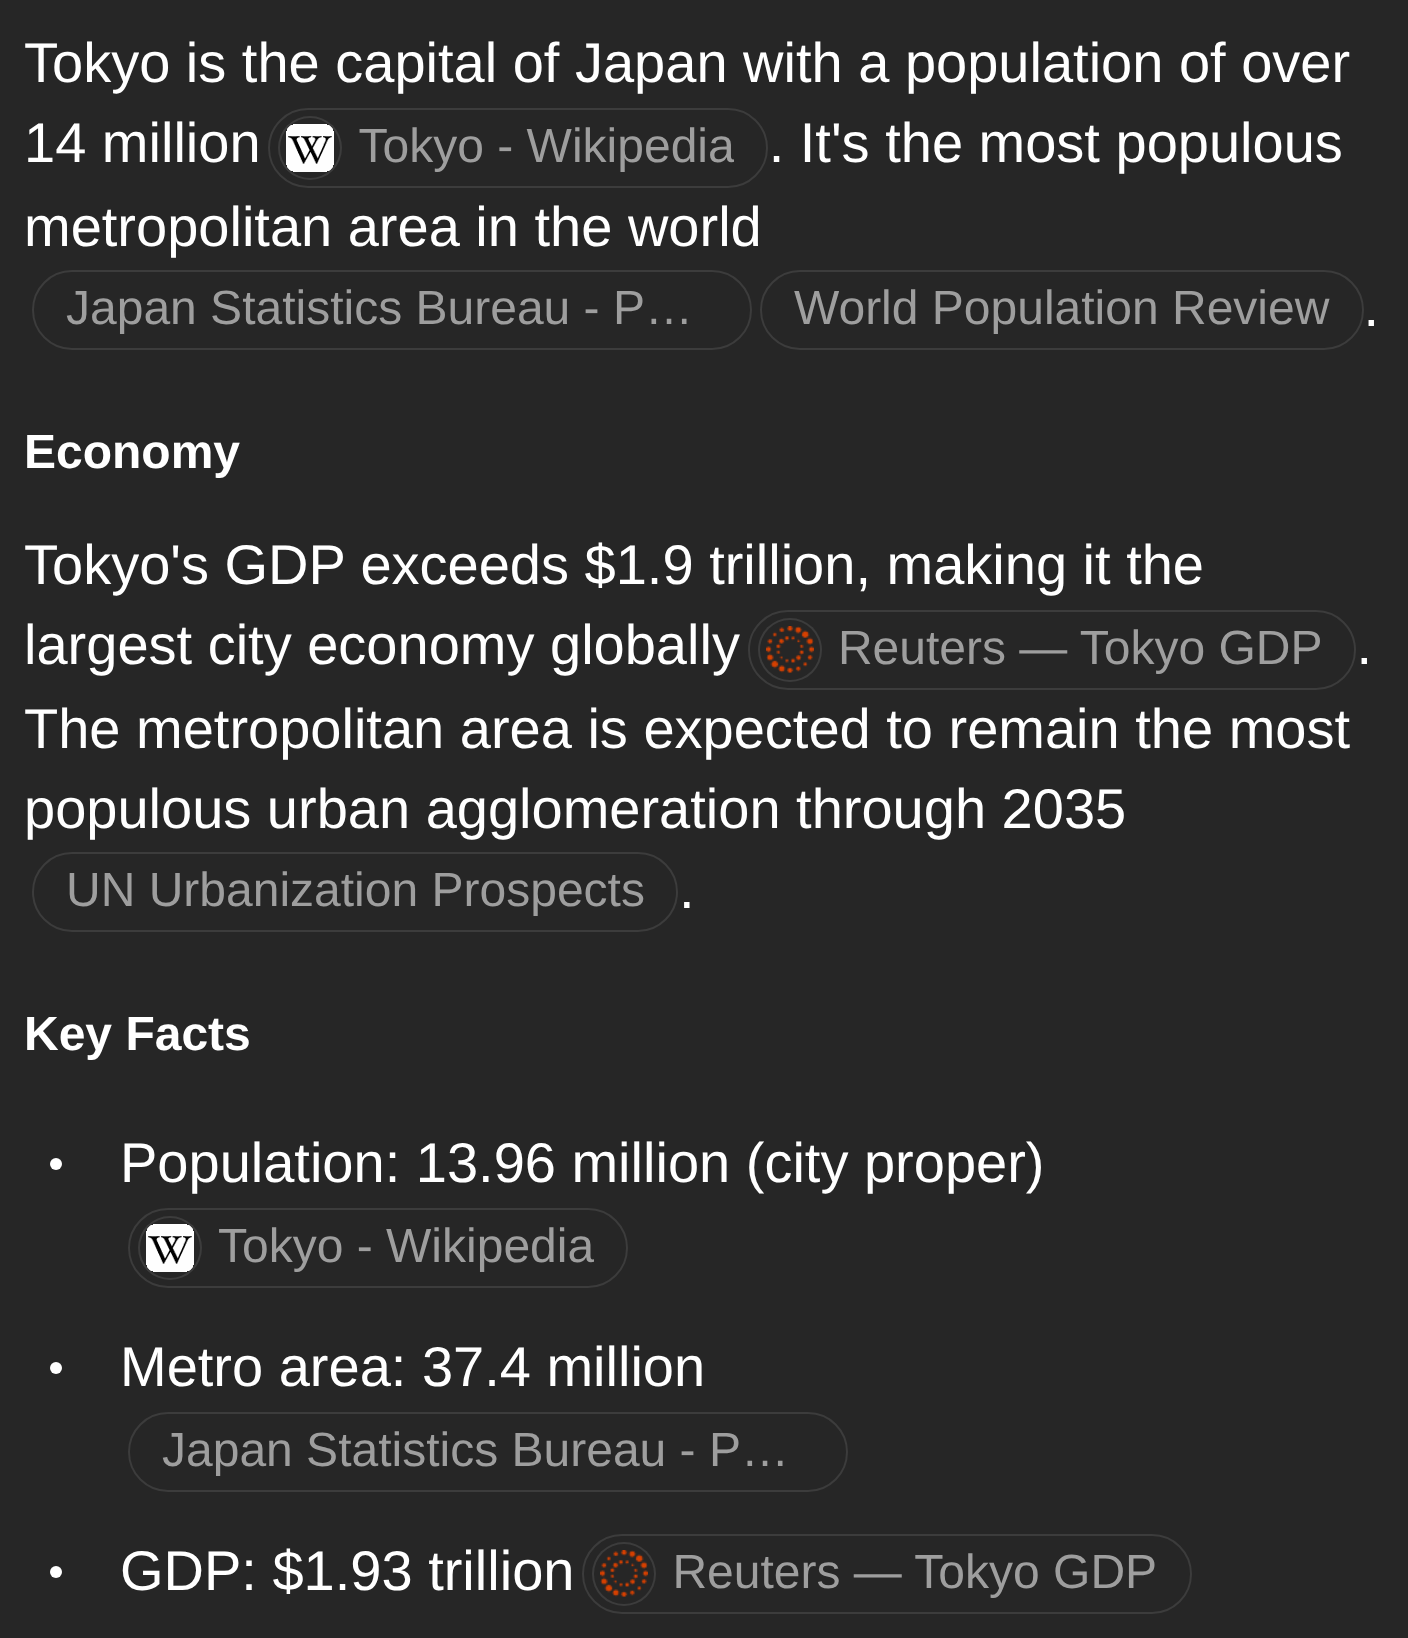 Tokyo is the capital of Japan with a population of over
14 million W Tokyo - Wikipedia . It's the most populous
metropolitan area in the world
Japan Statistics Bureau - P… World Population Review .
Economy
Tokyo's GDP exceeds $1.9 trillion, making it the
largest city economy globally Reuters — Tokyo GDP .
The metropolitan area is expected to remain the most
populous urban agglomeration through 2035
UN Urbanization Prospects .
Key Facts
• Population: 13.96 million (city proper)
W Tokyo - Wikipedia
• Metro area: 37.4 million
Japan Statistics Bureau - P…
• GDP: $1.93 trillion Reuters — Tokyo GDP